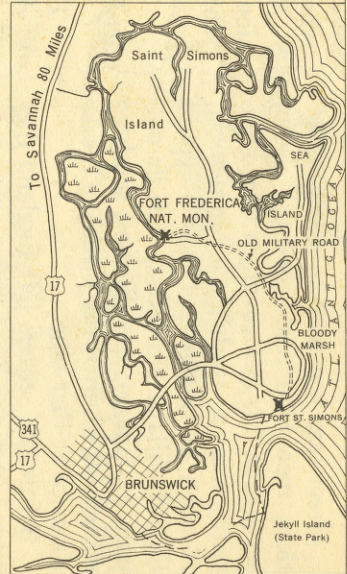 To Savannah 80 Miles
Saint Simons
Island
SEA
ISLAND
FORT FREDERICA
NAT. MON.
OLD MILITARY ROAD
17
ATLANTIC OCEAN
BLOODY
MARSH
FORT ST. SIMONS
341
17
BRUNSWICK
Jekyll Island
(State Park)